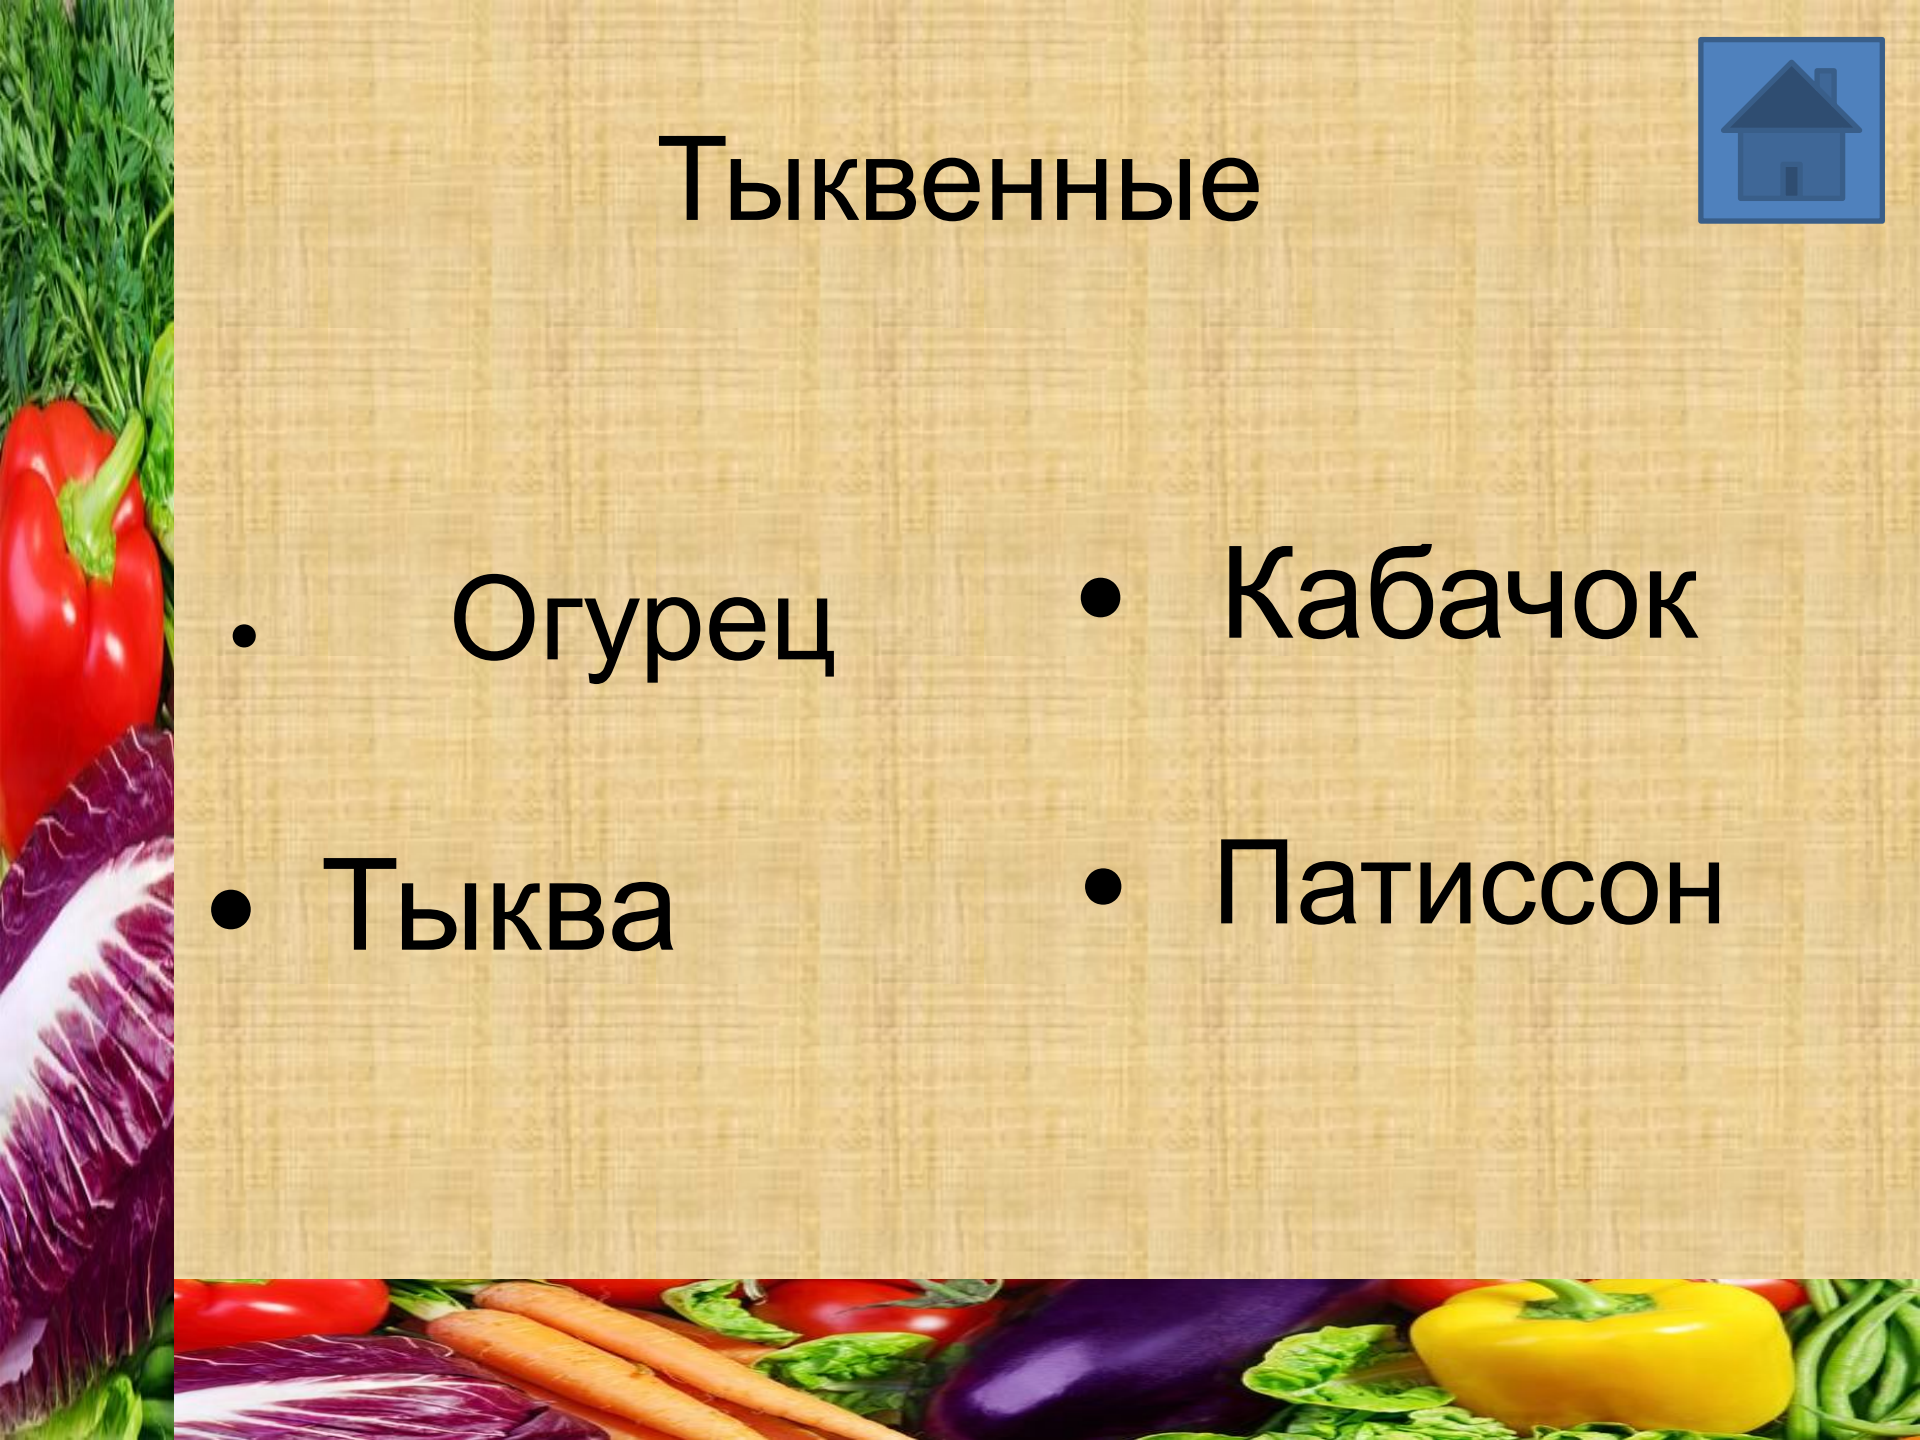 Тыквенные
• Огурец
• Тыква
• Кабачок
• Патиссон